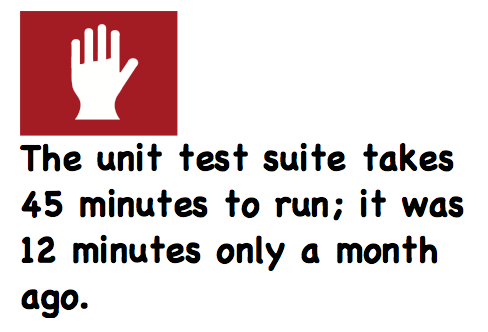 The unit test suite takes
45 minutes to run; it was
12 minutes only a month
ago.